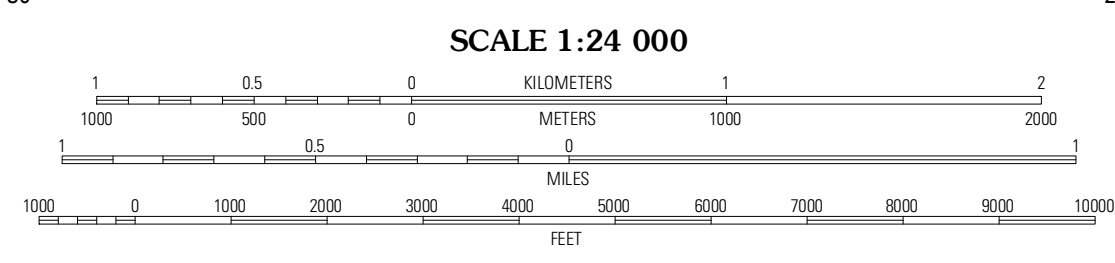 SCALE 1:24 000
1 0.5 0 KILOMETERS 1 2
1000 500 0 METERS 1000 2000
1 0.5 0 1
MILES
1000 0 1000 2000 3000 4000 5000 6000 7000 8000 9000 10000
FEET